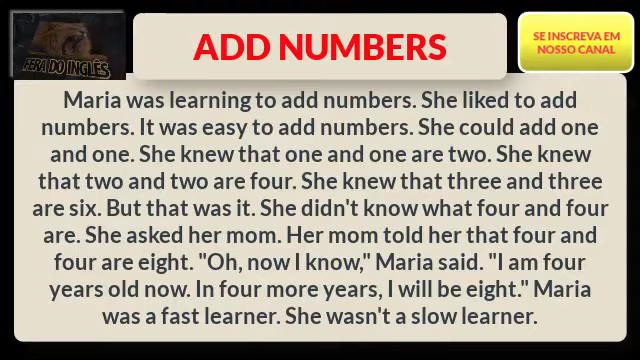 FERA DO INGLÊS
ADD NUMBERS
SE INSCREVA EM
NOSSO CANAL
Maria was learning to add numbers. She liked to add
numbers. It was easy to add numbers. She could add one
and one. She knew that one and one are two. She knew
that two and two are four. She knew that three and three
are six. But that was it. She didn't know what four and four
are. She asked her mom. Her mom told her that four and
four are eight. "Oh, now I know," Maria said. "I am four
years old now. In four more years, I will be eight." Maria
was a fast learner. She wasn't a slow learner.